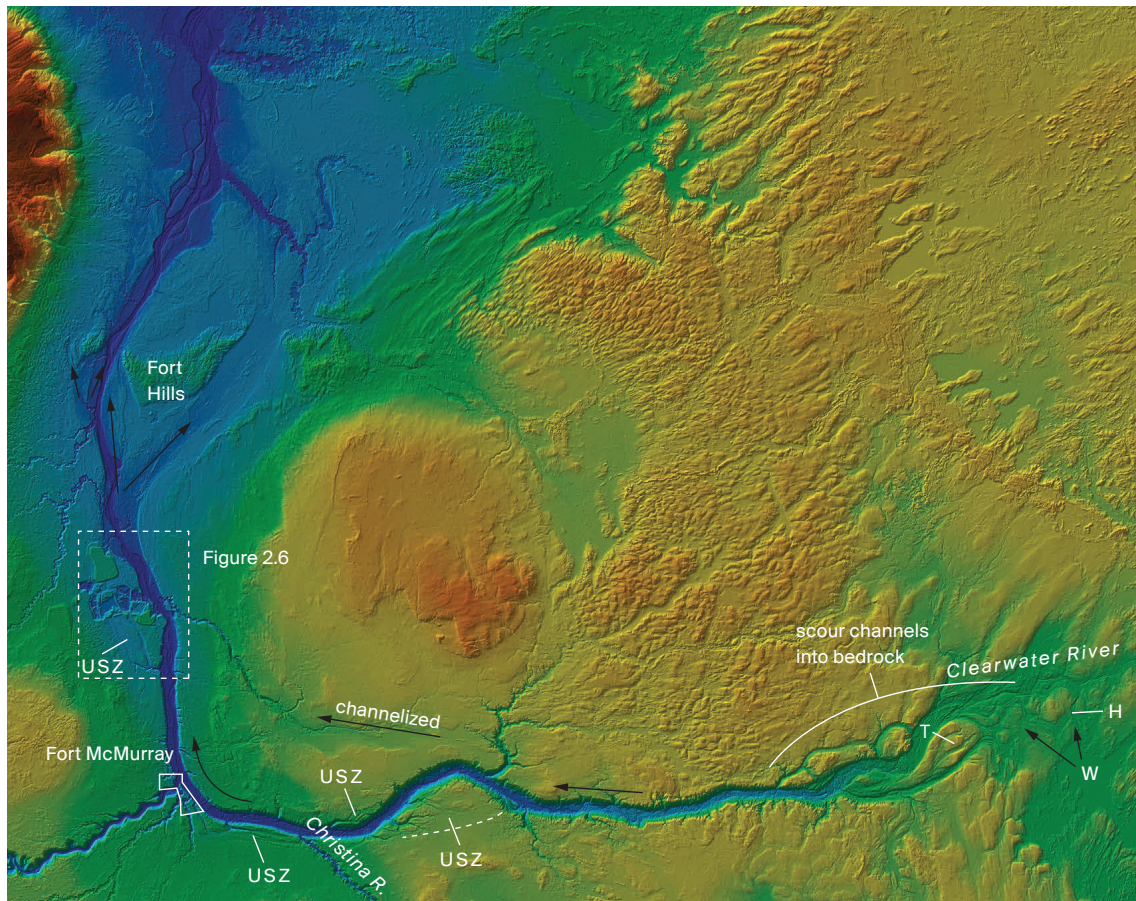 Fort
Hills
Figure 2.6
USZ
scour channels
into bedrock
Clearwater River
channelized
H
T
Fort McMurray
W
USZ
Christina R.
USZ
USZ